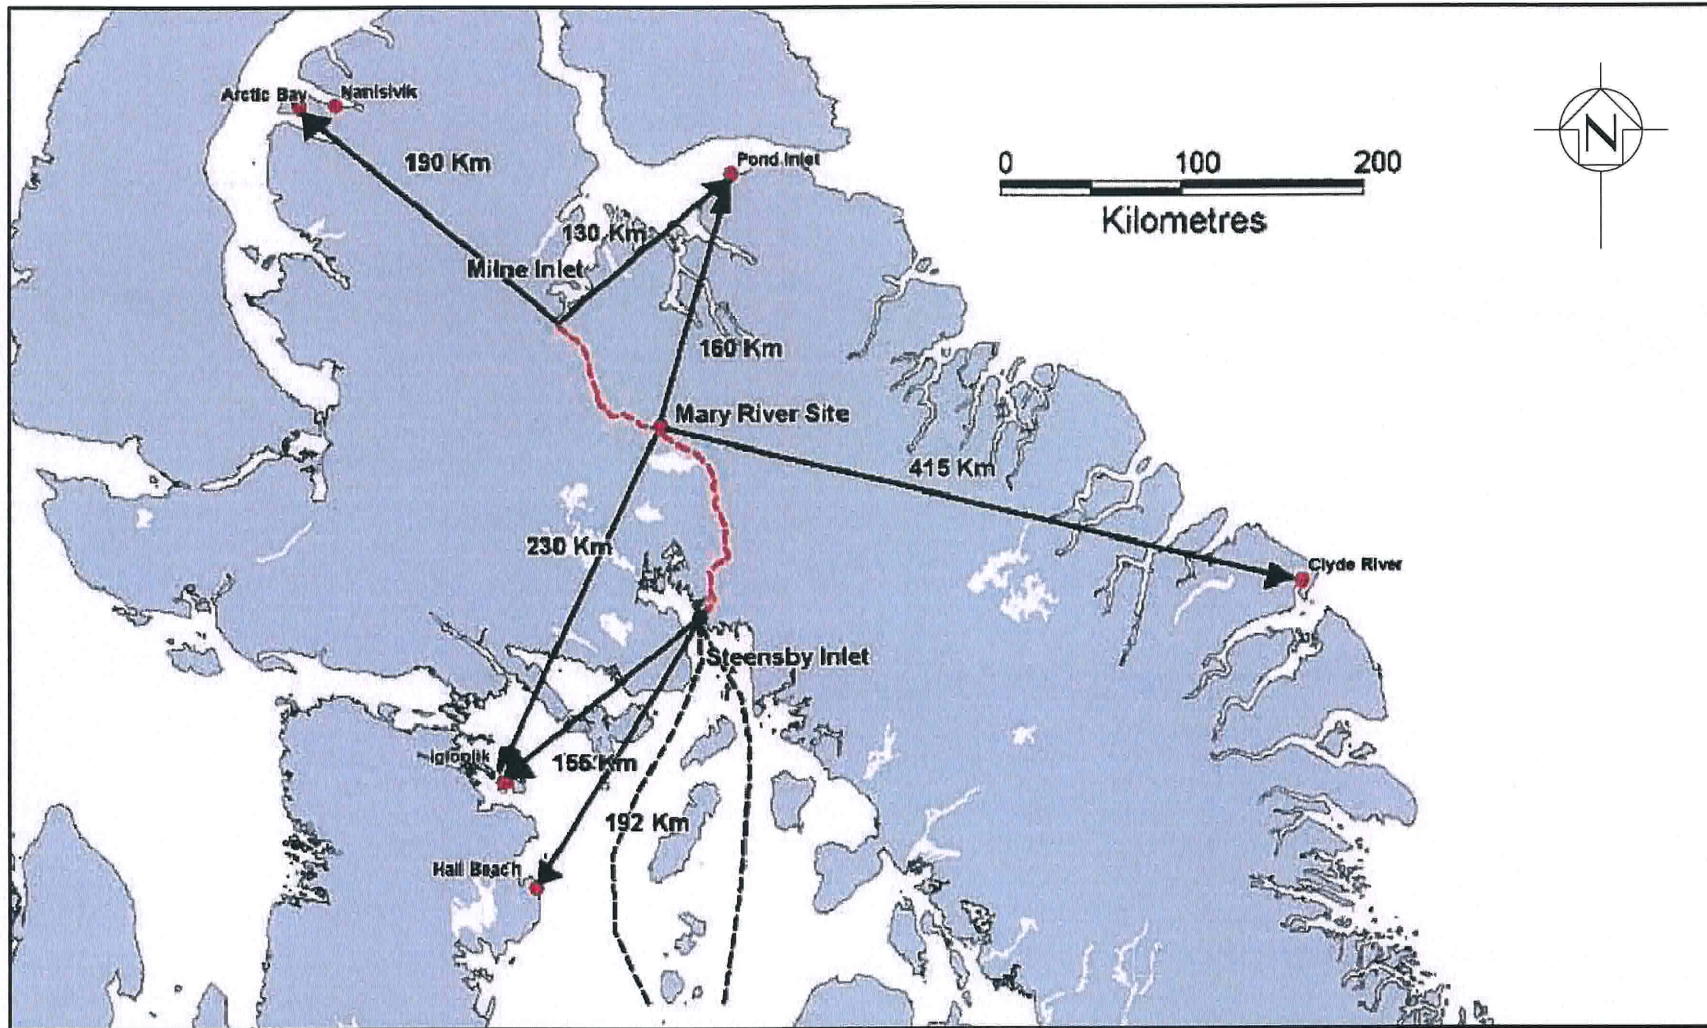 Arctic Bay
Nanisivik
190 Km
Pond Inlet
0 100 200
Kilometres
N
130 Km
Milne Inlet
160 Km
Mary River Site
415 Km
230 Km
Clyde River
Steensby Inlet
Igloolik
155 Km
192 Km
Hall Beach